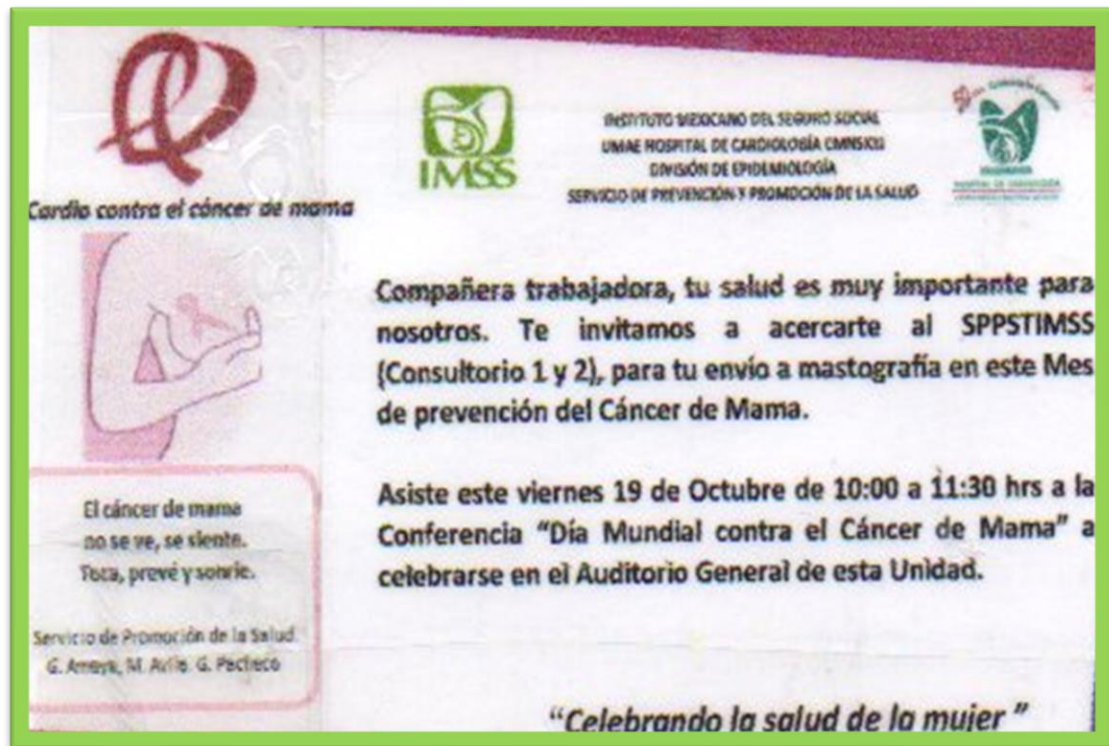 Cardio contra el cáncer de mama
El cáncer de mama
no se ve, se siente.
Toca, prevé y sonríe.
Servicio de Promoción de la Salud.
G. Amaya, M. Avila. G. Pacheco
IMSS
INSTITUTO MEXICANO DEL SEGURO SOCIAL
UMAE HOSPITAL DE CARDIOLOGÍA CMNSXXI
DIVISIÓN DE EPIDEMIOLOGÍA
SERVICIO DE PREVENCIÓN Y PROMOCIÓN DE LA SALUD
HOSPITAL DE CARDIOLOGÍA
Compañera trabajadora, tu salud es muy importante para
nosotros. Te invitamos a acercarte al SPPSTIMSS
(Consultorio 1 y 2), para tu envío a mastografía en este Mes
de prevención del Cáncer de Mama.
Asiste este viernes 19 de Octubre de 10:00 a 11:30 hrs a la
Conferencia “Día Mundial contra el Cáncer de Mama” a
celebrarse en el Auditorio General de esta Unidad.
“Celebrando la salud de la mujer ”